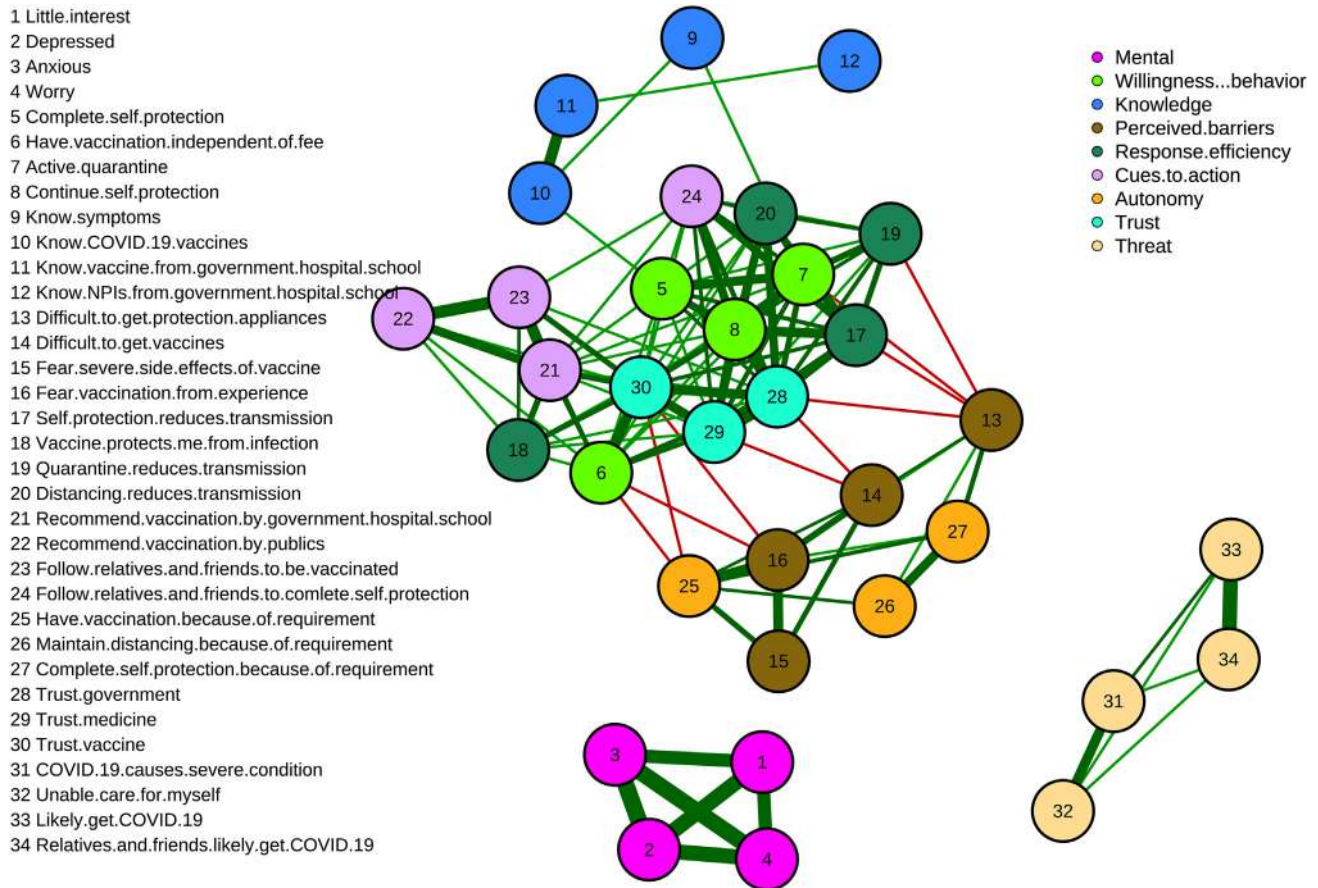 1 Little.interest
2 Depressed
3 Anxious
4 Worry
5 Complete.self.protection
6 Have.vaccination.independent.of.fee
7 Active.quarantine
8 Continue.self.protection
9 Know.symptoms
10 Know.COVID.19.vaccines
11 Know.vaccine.from.government.hospital.school
12 Know.NPIs.from.government.hospital.school
13 Difficult.to.get.protection.appliances
14 Difficult.to.get.vaccines
15 Fear.severe.side.effects.of.vaccine
16 Fear.vaccination.from.experience
17 Self.protection.reduces.transmission
18 Vaccine.protects.me.from.infection
19 Quarantine.reduces.transmission
20 Distancing.reduces.transmission
21 Recommend.vaccination.by.government.hospital.school
22 Recommend.vaccination.by.publics
23 Follow.relatives.and.friends.to.be.vaccinated
24 Follow.relatives.and.friends.to.comlete.self.protection
25 Have.vaccination.because.of.requirement
26 Maintain.distancing.because.of.requirement
27 Complete.self.protection.because.of.requirement
28 Trust.government
29 Trust.medicine
30 Trust.vaccine
31 COVID.19.causes.severe.condition
32 Unable.care.for.myself
33 Likely.get.COVID.19
34 Relatives.and.friends.likely.get.COVID.19
9
12
11
10
24
20
19
7
5
23
22
8
17
21
30
28
13
29
18
6
14
27
16
25
26
15
33
34
31
32
3
1
2
4
Mental
Willingness...behavior
Knowledge
Perceived.barriers
Response.efficiency
Cues.to.action
Autonomy
Trust
Threat